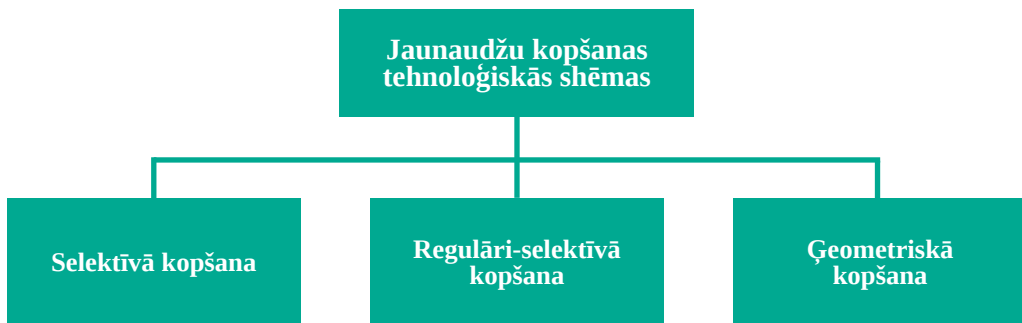 Jaunaudžu kopšanas
tehnoloģiskās shēmas
Selektīvā kopšana
Regulāri-selektīvā
kopšana
Ģeometriskā
kopšana